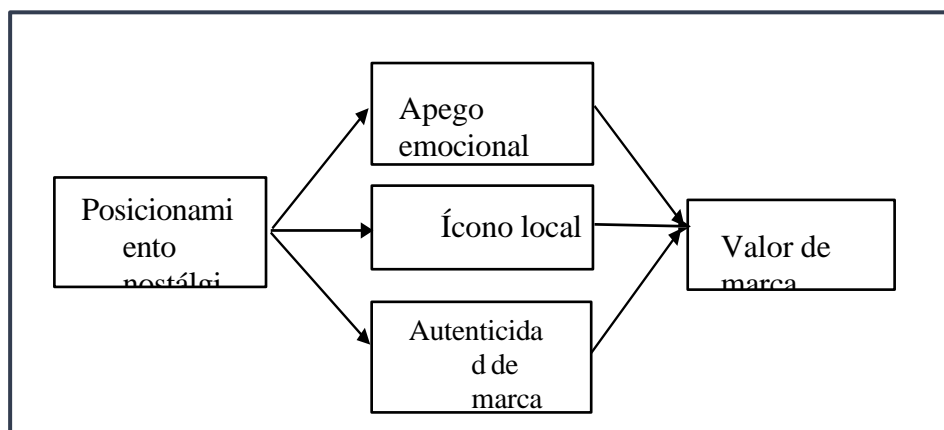 Apego
emocional
Posicionami
ento
nostálgi
Ícono local
Valor de
marca
Autenticida
d de
marca